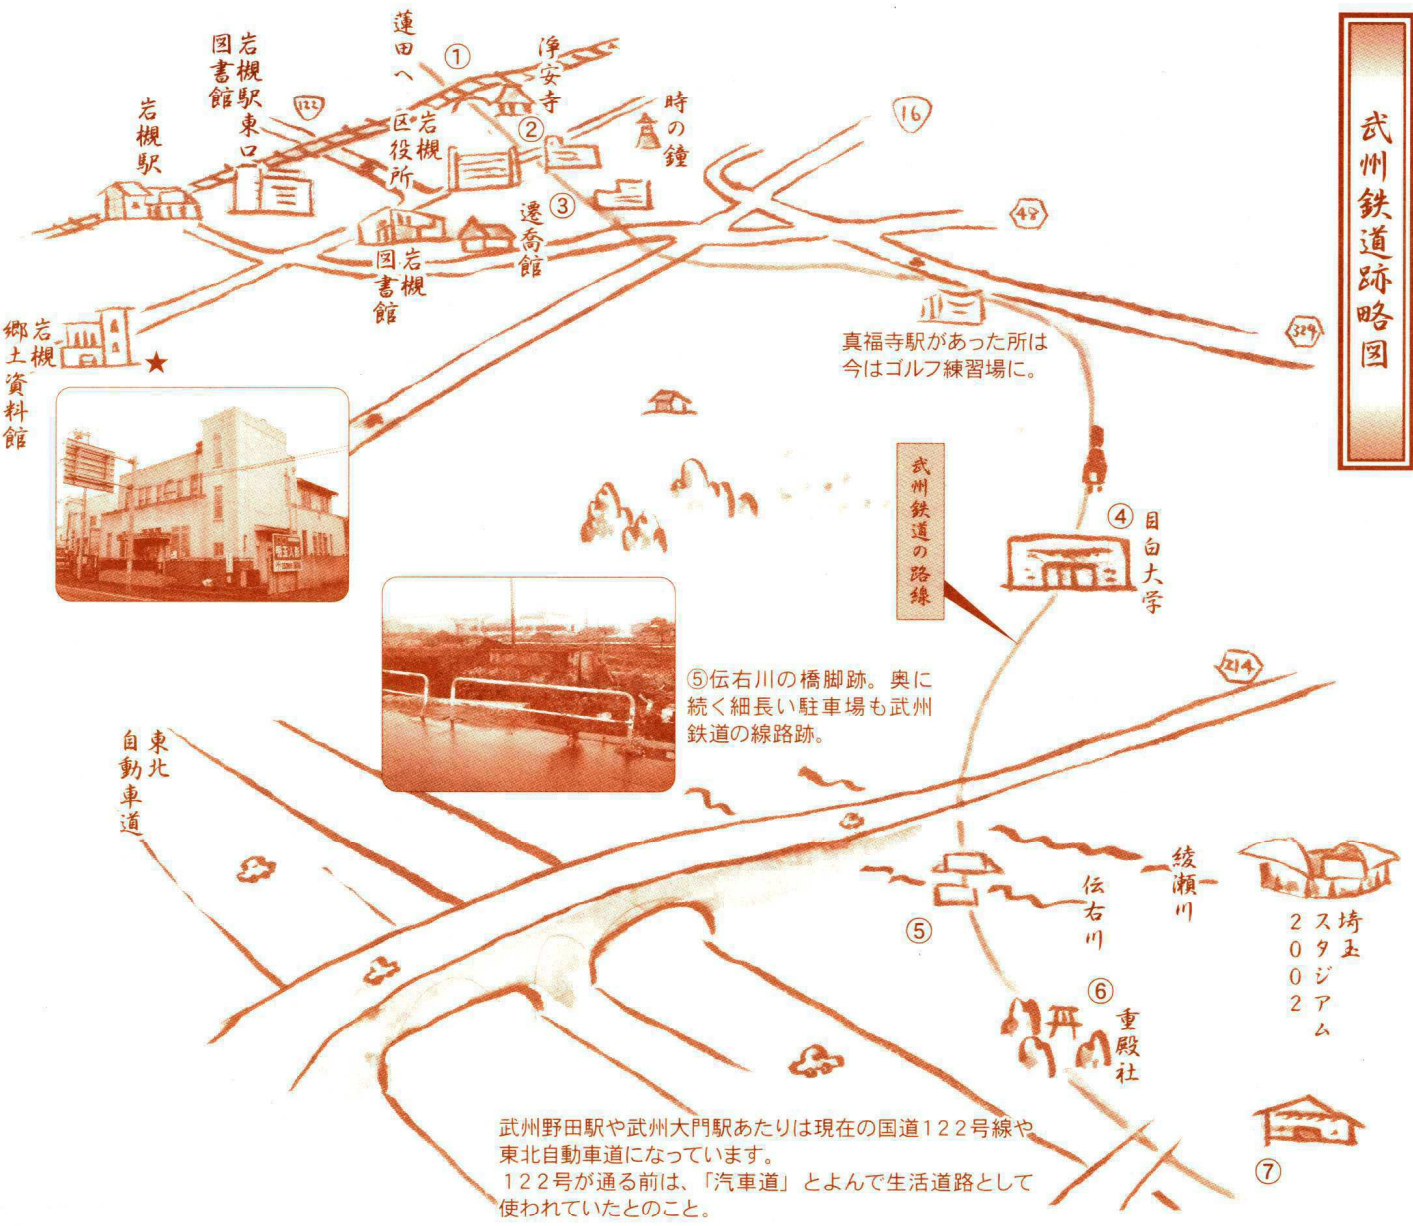 武州鉄道跡略図
蓮田へ
①
浄安寺
岩槻駅東口
図書館
122
岩槻駅
岩槻
区役所
②
時の鐘
16
③
遷喬館
48
岩槻
図書館
324
岩槻
郷土資料館
★
真福寺駅があった所は
今はゴルフ練習場に。
武州鉄道の路線
④
目白大学
214
⑤伝右川の橋脚跡。奥に
続く細長い駐車場も武州
鉄道の線路跡。
東北
自動車道
綾瀬川
伝右川
⑤
埼玉
スタジアム
2002
⑥
重殿社
⑦
武州野田駅や武州大門駅あたりは現在の国道122号線や
東北自動車道になっています。
122号が通る前は、「汽車道」とよんで生活道路として
使われていたとのこと。